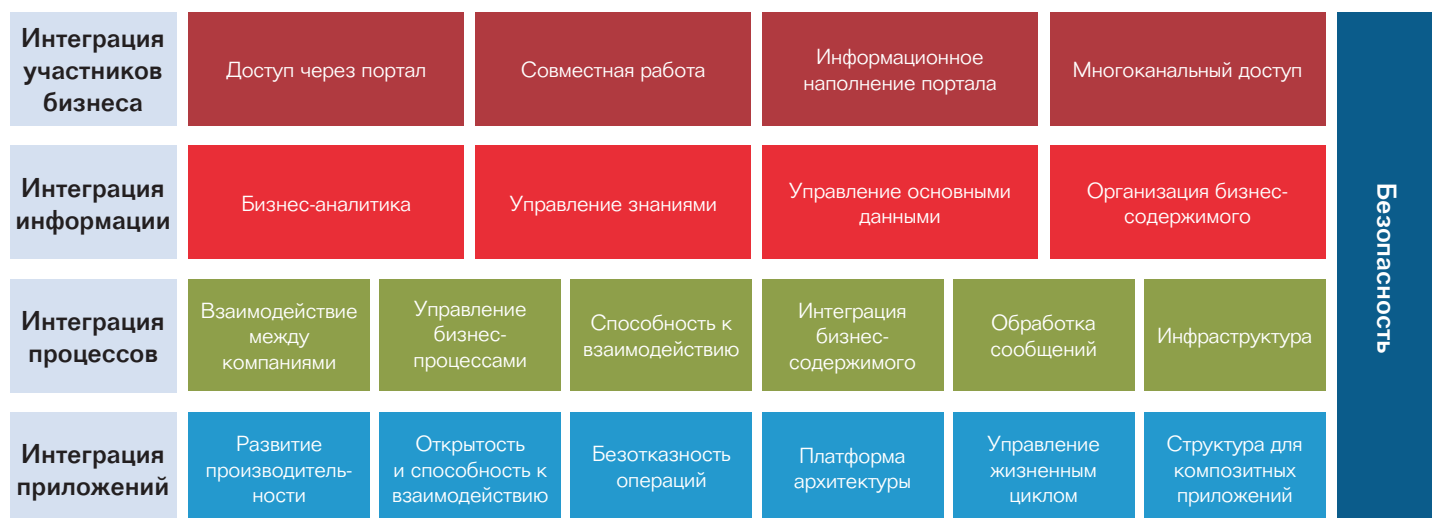 Интеграция
участников
бизнеса
Доступ через портал
Совместная работа
Информационное
наполнение портала
Многоканальный доступ
Интеграция
информации
Бизнес-аналитика
Управление знаниями
Управление основными
данными
Организация бизнес-
содержимого
Интеграция
процессов
Взаимодействие
между
компаниями
Управление
бизнес-
процессами
Способность к
взаимодействию
Интеграция
бизнес-
содержимого
Обработка
сообщений
Инфраструктура
Интеграция
приложений
Развитие
производитель-
ности
Открытость
и способность к
взаимодействию
Безотказность
операций
Платформа
архитектуры
Управление
жизненным
циклом
Структура для
композитных
приложений
Безопасность